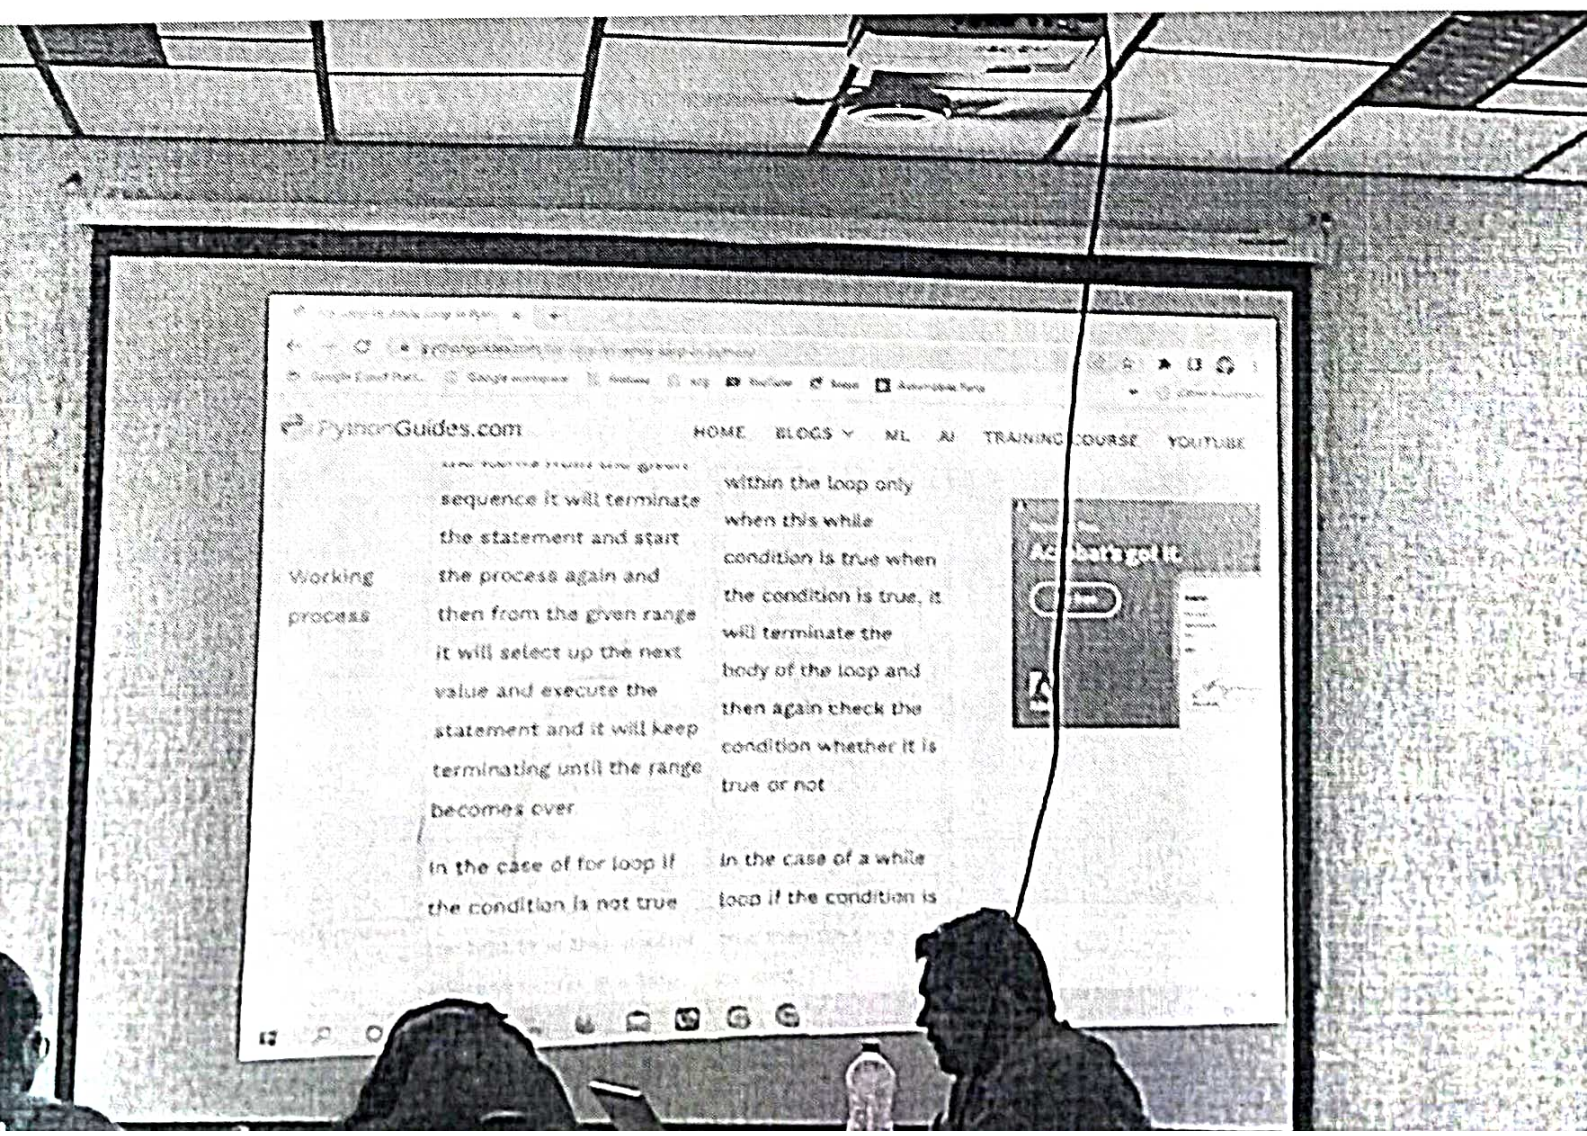 PythonGuides.com
HOME BLOGS ML AI TRAINING COURSE YOUTUBE
Working
process
sequence it will terminate
the statement and start
the process again and
then from the given range
it will select up the next
value and execute the
statement and it will keep
terminating until the range
becomes over.
within the loop only
when this while
condition is true when
the condition is true, it
will terminate the
body of the loop and
then again check the
condition whether it is
true or not
In the case of for loop if
the condition is not true
In the case of a while
loop if the condition is
Acrobat's got it.